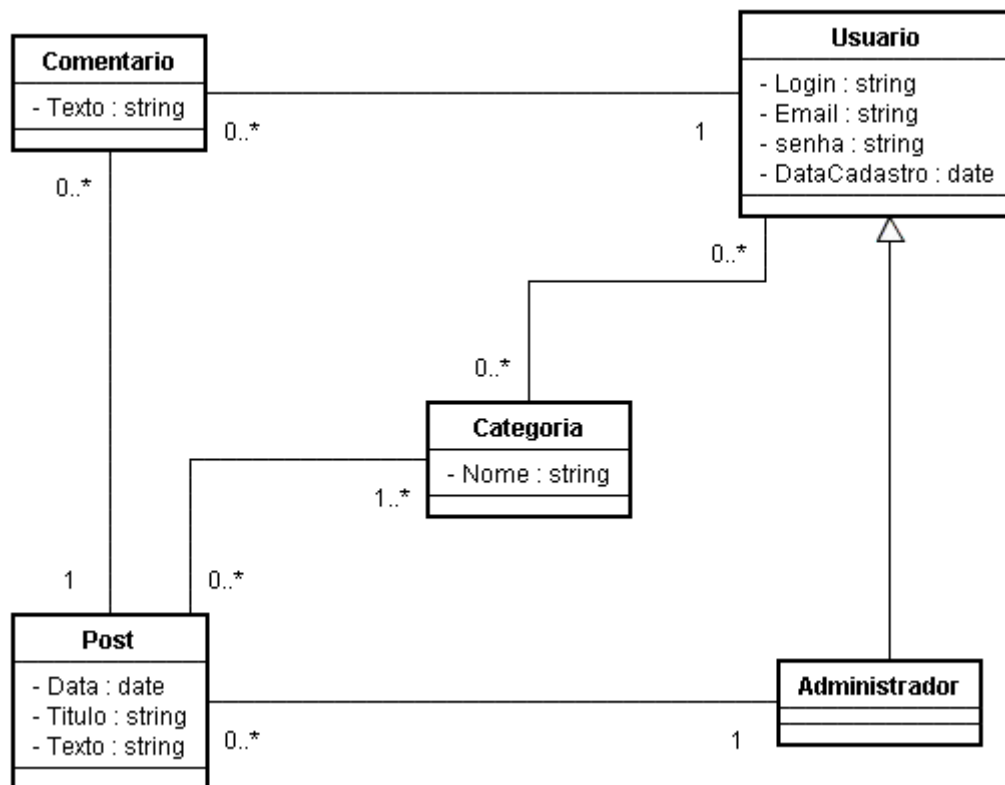 Comentario
- Texto : string
Usuario
- Login : string
- Email : string
- senha : string
- DataCadastro : date
0..*
1
0..*
0..*
0..*
Categoria
- Nome : string
1..*
1
0..*
Post
- Data : date
- Titulo : string
- Texto : string
Administrador
0..*
1